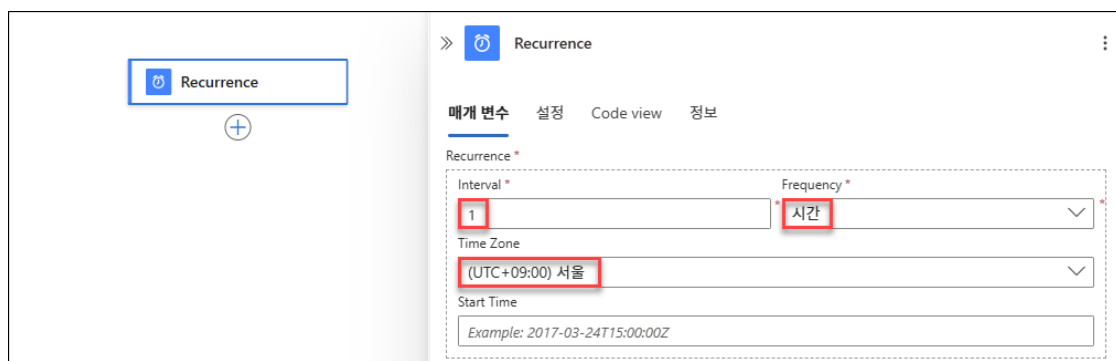 Recurrence
Recurrence
매개 변수 설정 Code view 정보
Recurrence *
Interval * Frequency *
1 * 시간 *
Time Zone
(UTC+09:00) 서울
Start Time
Example: 2017-03-24T15:00:00Z